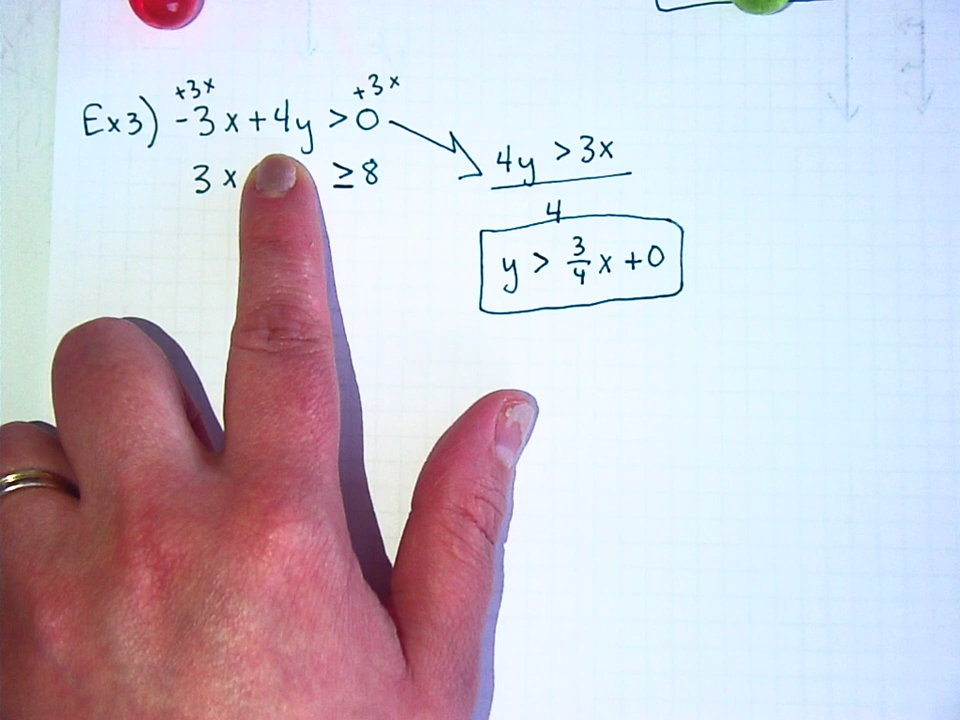 +3x +3x
Ex3) -3x+4y >0
3x ≥8
4y >3x
4
y > 3/4 x +0